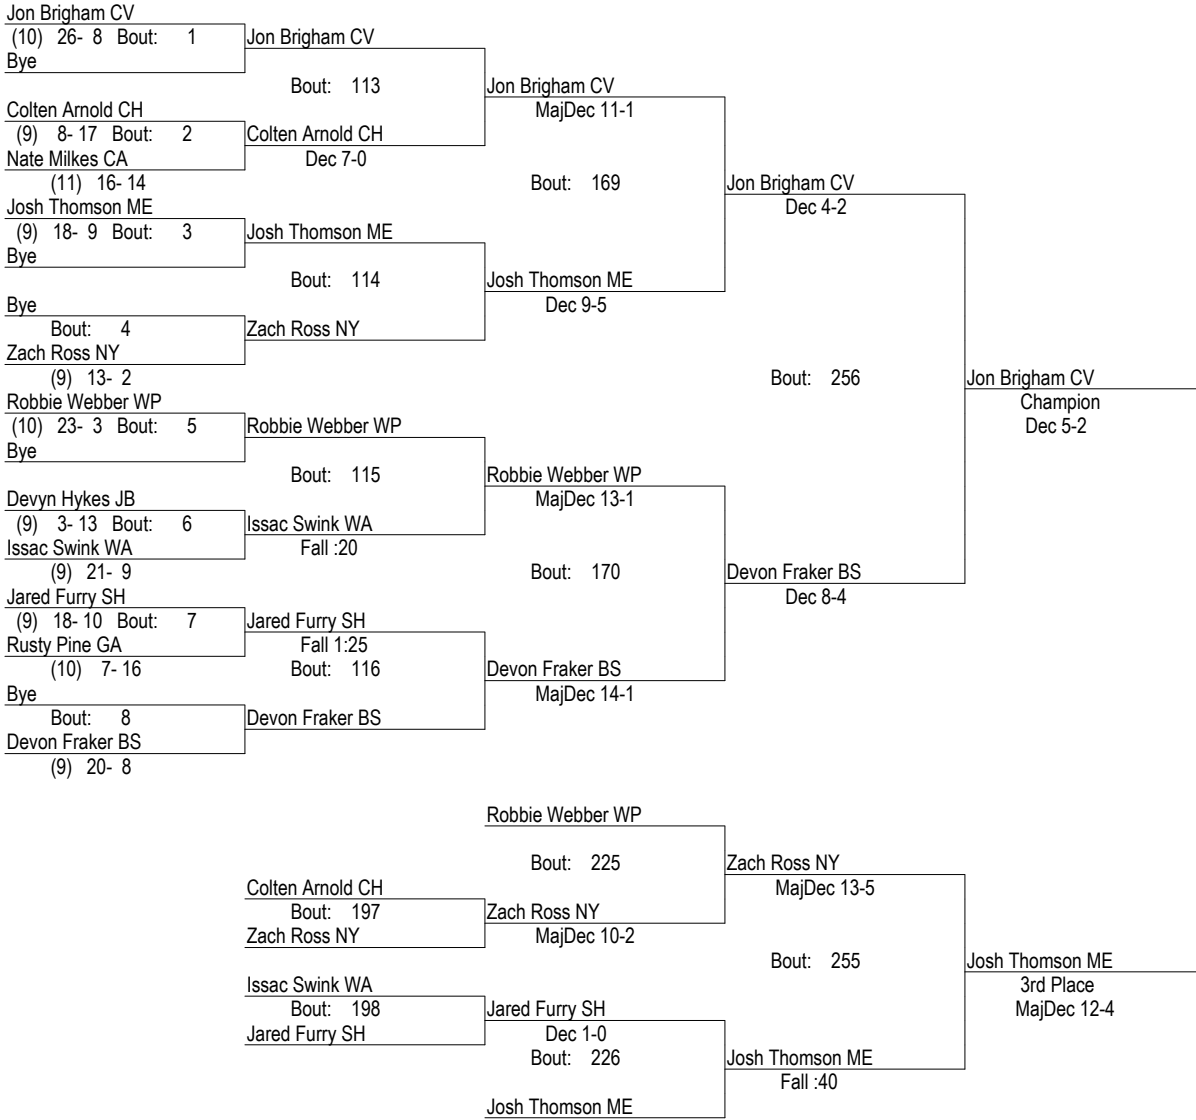 Jon Brigham CV
(10) 26- 8 Bout: 1 Jon Brigham CV
Bye
Bout: 113 Jon Brigham CV
Colten Arnold CH MajDec 11-1
(9) 8- 17 Bout: 2 Colten Arnold CH
Nate Milkes CA Dec 7-0
(11) 16- 14 Bout: 169 Jon Brigham CV
Josh Thomson ME Dec 4-2
(9) 18- 9 Bout: 3 Josh Thomson ME
Bye
Bout: 114 Josh Thomson ME
Bye Dec 9-5
Bout: 4 Zach Ross NY
Zach Ross NY
(9) 13- 2 Bout: 256 Jon Brigham CV
Robbie Webber WP Champion
(10) 23- 3 Bout: 5 Robbie Webber WP Dec 5-2
Bye
Bout: 115 Robbie Webber WP
Devyn Hykes JB MajDec 13-1
(9) 3- 13 Bout: 6 Issac Swink WA
Issac Swink WA Fall :20
(9) 21- 9 Bout: 170 Devon Fraker BS
Jared Furry SH Dec 8-4
(9) 18- 10 Bout: 7 Jared Furry SH
Rusty Pine GA Fall 1:25
(10) 7- 16 Bout: 116 Devon Fraker BS
Bye MajDec 14-1
Bout: 8 Devon Fraker BS
Devon Fraker BS
(9) 20- 8
Robbie Webber WP
Bout: 225 Zach Ross NY
Colten Arnold CH MajDec 13-5
Bout: 197 Zach Ross NY
Zach Ross NY MajDec 10-2
Bout: 255 Josh Thomson ME
Issac Swink WA 3rd Place
Bout: 198 Jared Furry SH MajDec 12-4
Jared Furry SH Dec 1-0
Bout: 226 Josh Thomson ME
Fall :40
Josh Thomson ME